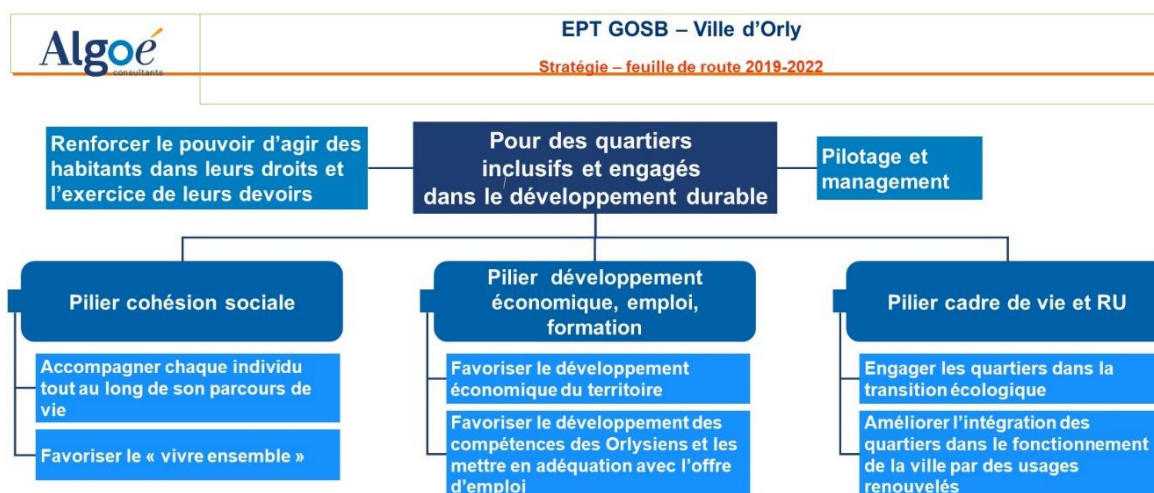 Algoé
consultants
EPT GOSB – Ville d'Orly
Stratégie – feuille de route 2019-2022
Renforcer le pouvoir d'agir des
habitants dans leurs droits et
l'exercice de leurs devoirs
Pour des quartiers
inclusifs et engagés
dans le développement durable
Pilotage et
management
Pilier cohésion sociale
Accompagner chaque individu
tout au long de son parcours de
vie
Favoriser le « vivre ensemble »
Pilier développement
économique, emploi,
formation
Favoriser le développement
économique du territoire
Favoriser le développement des
compétences des Orlysiens et les
mettre en adéquation avec l'offre
d'emploi
Pilier cadre de vie et RU
Engager les quartiers dans la
transition écologique
Améliorer l'intégration des
quartiers dans le fonctionnement
de la ville par des usages
renouvelés